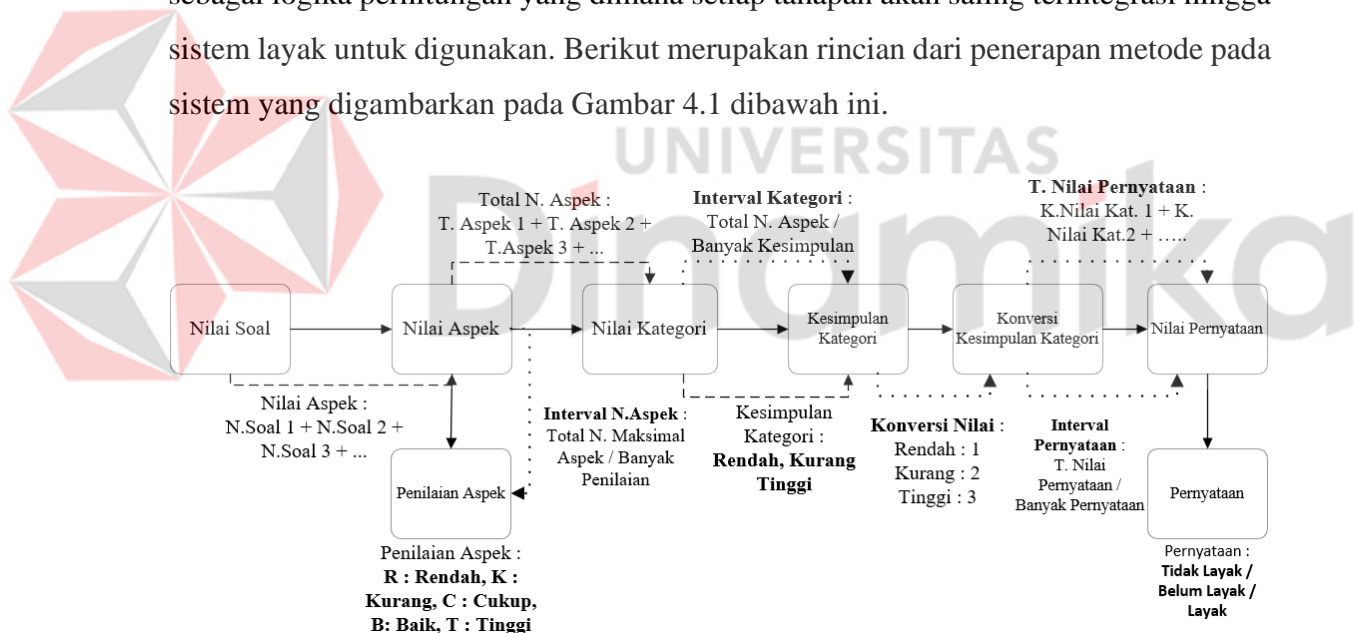 sebagai logika perhitungan yang dimana setiap tahapan akan saling terintegrasi hingga
sistem layak untuk digunakan. Berikut merupakan rincian dari penerapan metode pada
sistem yang digambarkan pada Gambar 4.1 dibawah ini.
UNIVERSITAS
Dinamika
Total N. Aspek :
T. Aspek 1 + T. Aspek 2 +
T.Aspek 3 + ...
Interval Kategori :
Total N. Aspek /
Banyak Kesimpulan
T. Nilai Pernyataan :
K.Nilai Kat. 1 + K.
Nilai Kat.2 + .....
Nilai Soal
Nilai Aspek
Nilai Kategori
Kesimpulan
Kategori
Konversi
Kesimpulan Kategori
Nilai Pernyataan
Nilai Aspek :
N.Soal 1 + N.Soal 2 +
N.Soal 3 + ...
Interval N.Aspek :
Total N. Maksimal
Aspek / Banyak
Penilaian
Kesimpulan
Kategori :
Rendah, Kurang
Tinggi
Konversi Nilai :
Rendah : 1
Kurang : 2
Tinggi : 3
Interval
Pernyataan :
T. Nilai
Pernyataan /
Banyak Pernyataan
Penilaian Aspek
Pernyataan
Penilaian Aspek :
R : Rendah, K :
Kurang, C : Cukup,
B: Baik, T : Tinggi
Pernyataan :
Tidak Layak /
Belum Layak /
Layak